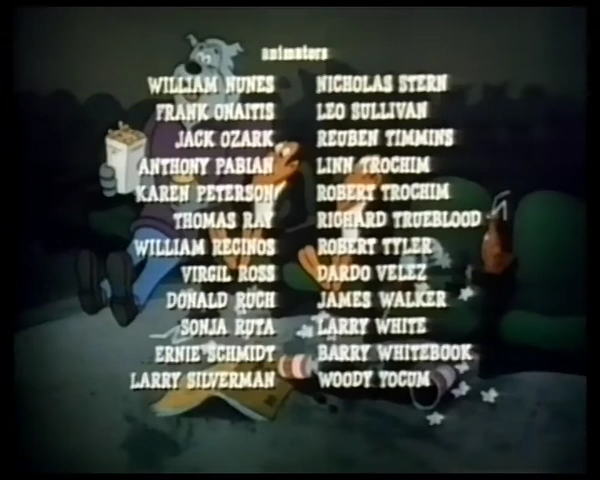 animators
WILLIAM NUNES NICHOLAS STERN
FRANK ONAITIS LEO SULLIVAN
JACK OZARK REUBEN TIMMINS
ANTHONY PABIAN LINN TROCHIM
KAREN PETERSON ROBERT TROCHIM
THOMAS RAY RICHARD TRUEBLOOD
WILLIAM RECINOS ROBERT TYLER
VIRGIL ROSS DARDO VELEZ
DONALD RUCH JAMES WALKER
SONJA RUTA LARRY WHITE
ERNIE SCHMIDT BARRY WHITEBOOK
LARRY SILVERMAN WOODY YOCUM